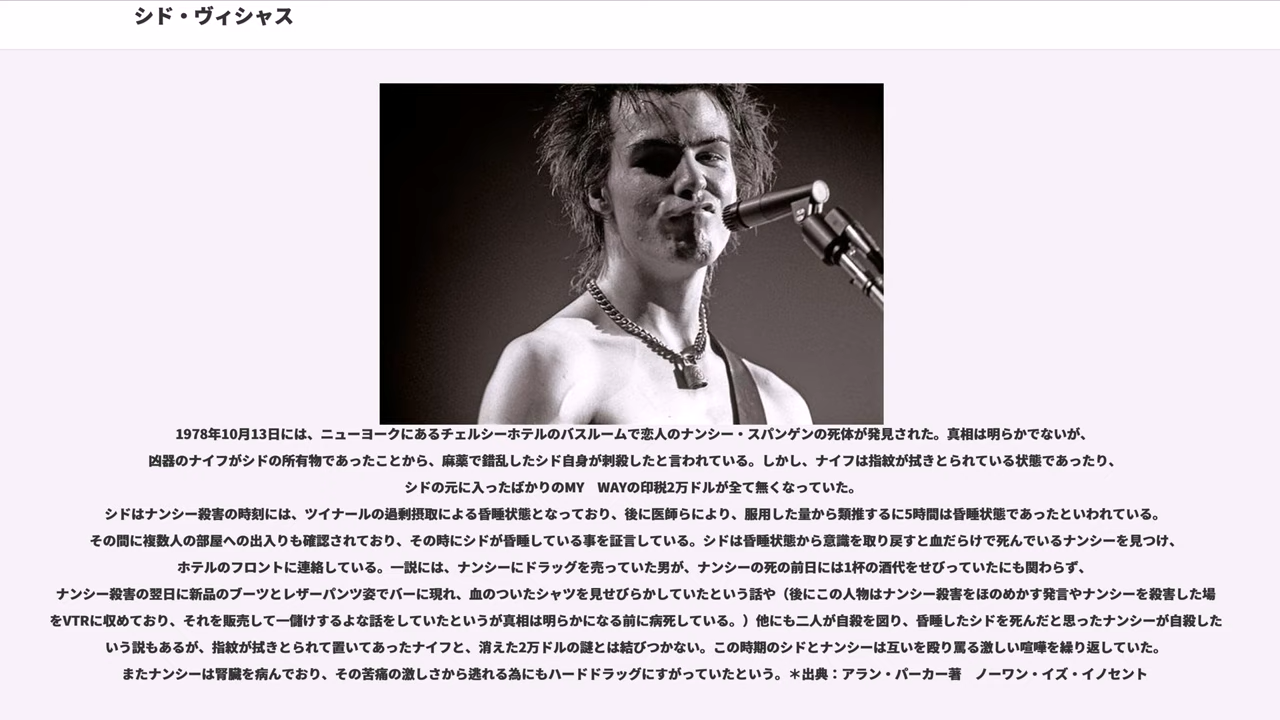 シド・ヴィシャス
1978年10月13日には、ニューヨークにあるチェルシーホテルのバスルームで恋人のナンシー・スパンゲンの死体が発見された。真相は明らかでないが、
凶器のナイフがシドの所有物であったことから、麻薬で錯乱したシド自身が刺殺したと言われている。しかし、ナイフは指紋が拭きとられている状態であったり、
シドの元に入ったばかりのMY　WAYの印税2万ドルが全て無くなっていた。
シドはナンシー殺害の時刻には、ツイナールの過剰摂取による昏睡状態となっており、後に医師らにより、服用した量から類推するに5時間は昏睡状態であったといわれている。
その間に複数人の部屋への出入りも確認されており、その時にシドが昏睡している事を証言している。シドは昏睡状態から意識を取り戻すと血だらけで死んでいるナンシーを見つけ、
ホテルのフロントに連絡している。一説には、ナンシーにドラッグを売っていた男が、ナンシーの死の前日には1杯の酒代をせびっていたにも関わらず、
ナンシー殺害の翌日に新品のブーツとレザーパンツ姿でバーに現れ、血のついたシャツを見せびらかしていたという話や（後にこの人物はナンシー殺害をほのめかす発言やナンシーを殺害した場
をVTRに収めており、それを販売して一儲けするよな話をしていたというが真相は明らかになる前に病死している。）他にも二人が自殺を図り、昏睡したシドを死んだと思ったナンシーが自殺した
いう説もあるが、指紋が拭きとられて置いてあったナイフと、消えた2万ドルの謎とは結びつかない。この時期のシドとナンシーは互いを殴り罵る激しい喧嘩を繰り返していた。
またナンシーは腎臓を病んでおり、その苦痛の激しさから逃れる為にもハードドラッグにすがっていたという。＊出典：アラン・パーカー著　ノーワン・イズ・イノセント